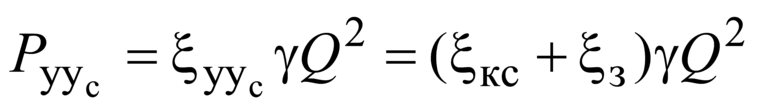 P_{уу_с} = ξ_{уу_с} γQ² = (ξ_{кс} + ξ_з)γQ²